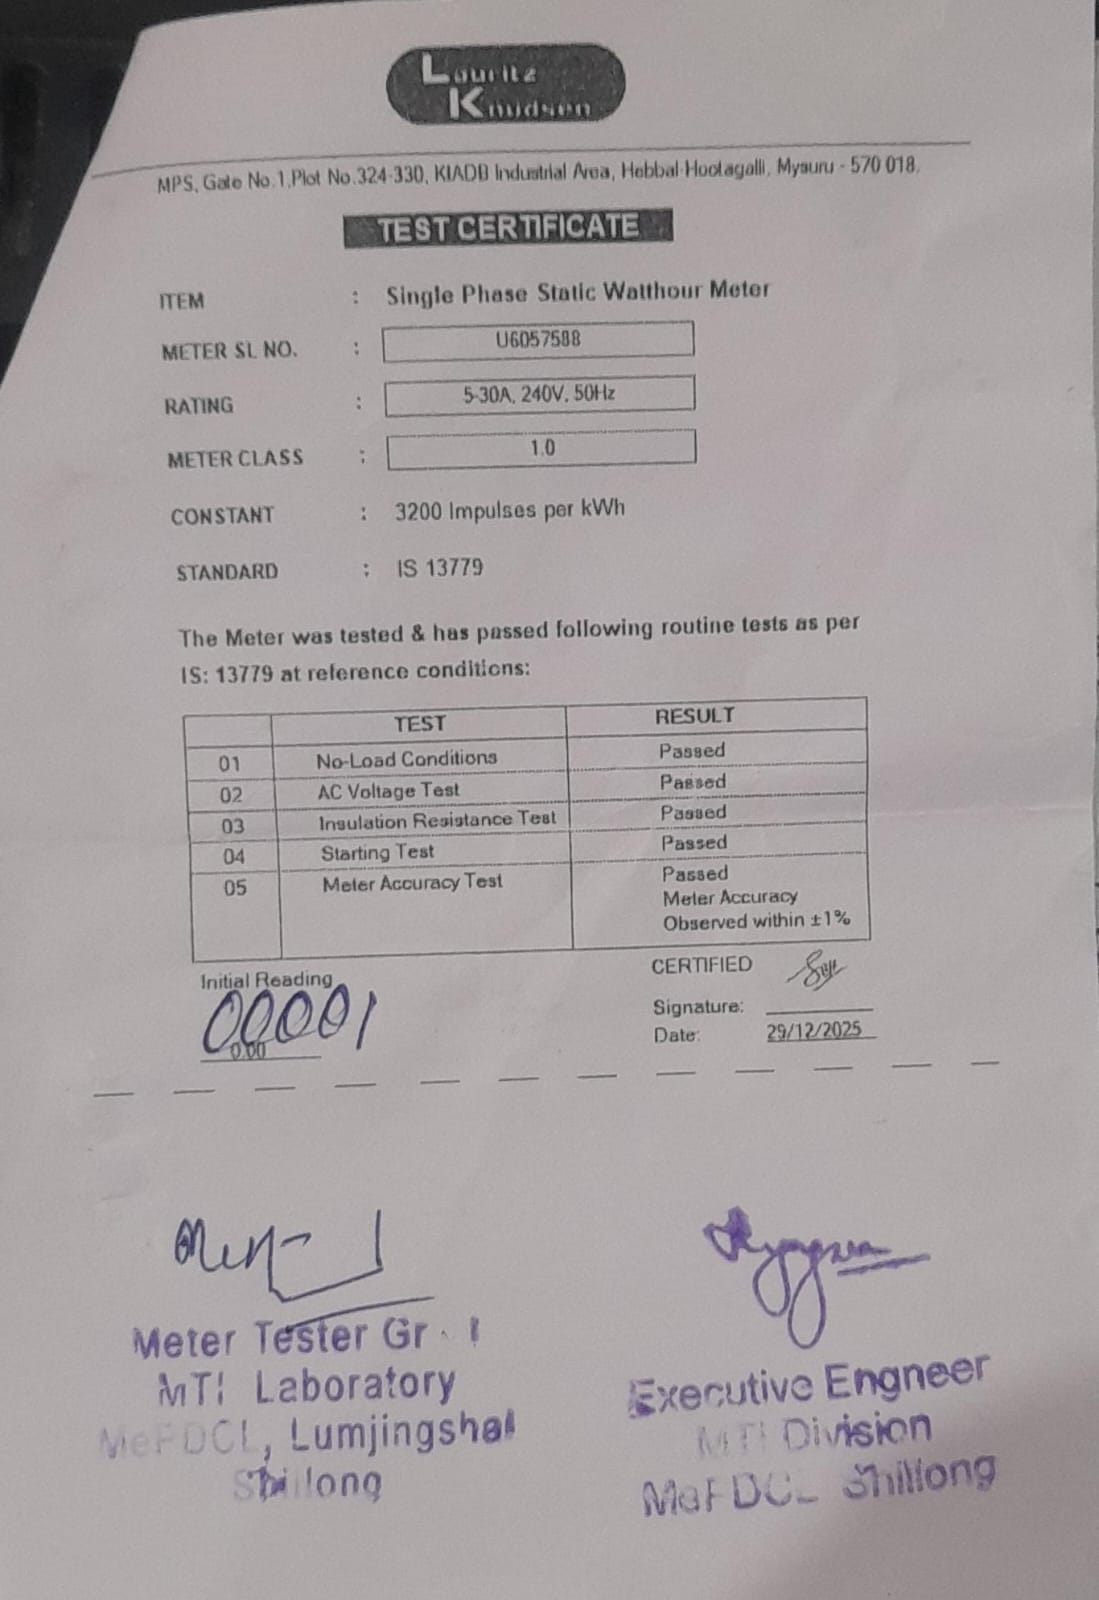 Lauritz
Knudsen
MPS, Gate No.1,Plot No.324-330, KIADB Industrial Area, Hebbal-Hootagalli, Mysuru - 570 018.
TEST CERTIFICATE
ITEM : Single Phase Static Watthour Meter
METER SL NO. : U6057588
RATING : 5-30A, 240V, 50Hz
METER CLASS : 1.0
CONSTANT : 3200 Impulses per kWh
STANDARD : IS 13779
The Meter was tested & has passed following routine tests as per
IS: 13779 at reference conditions:
TEST RESULT
01 No-Load Conditions Passed
02 AC Voltage Test Passed
03 Insulation Resistance Test Passed
04 Starting Test Passed
05 Meter Accuracy Test Passed
Meter Accuracy
Observed within ±1%
Initial Reading
00001
0.00
CERTIFIED
Signature:
Date: 29/12/2025
Meter Tester Gr - I
MTI Laboratory
MePDCL, Lumjingshai
Shillong
Executive Engneer
MTI Division
MePDCL Shillong